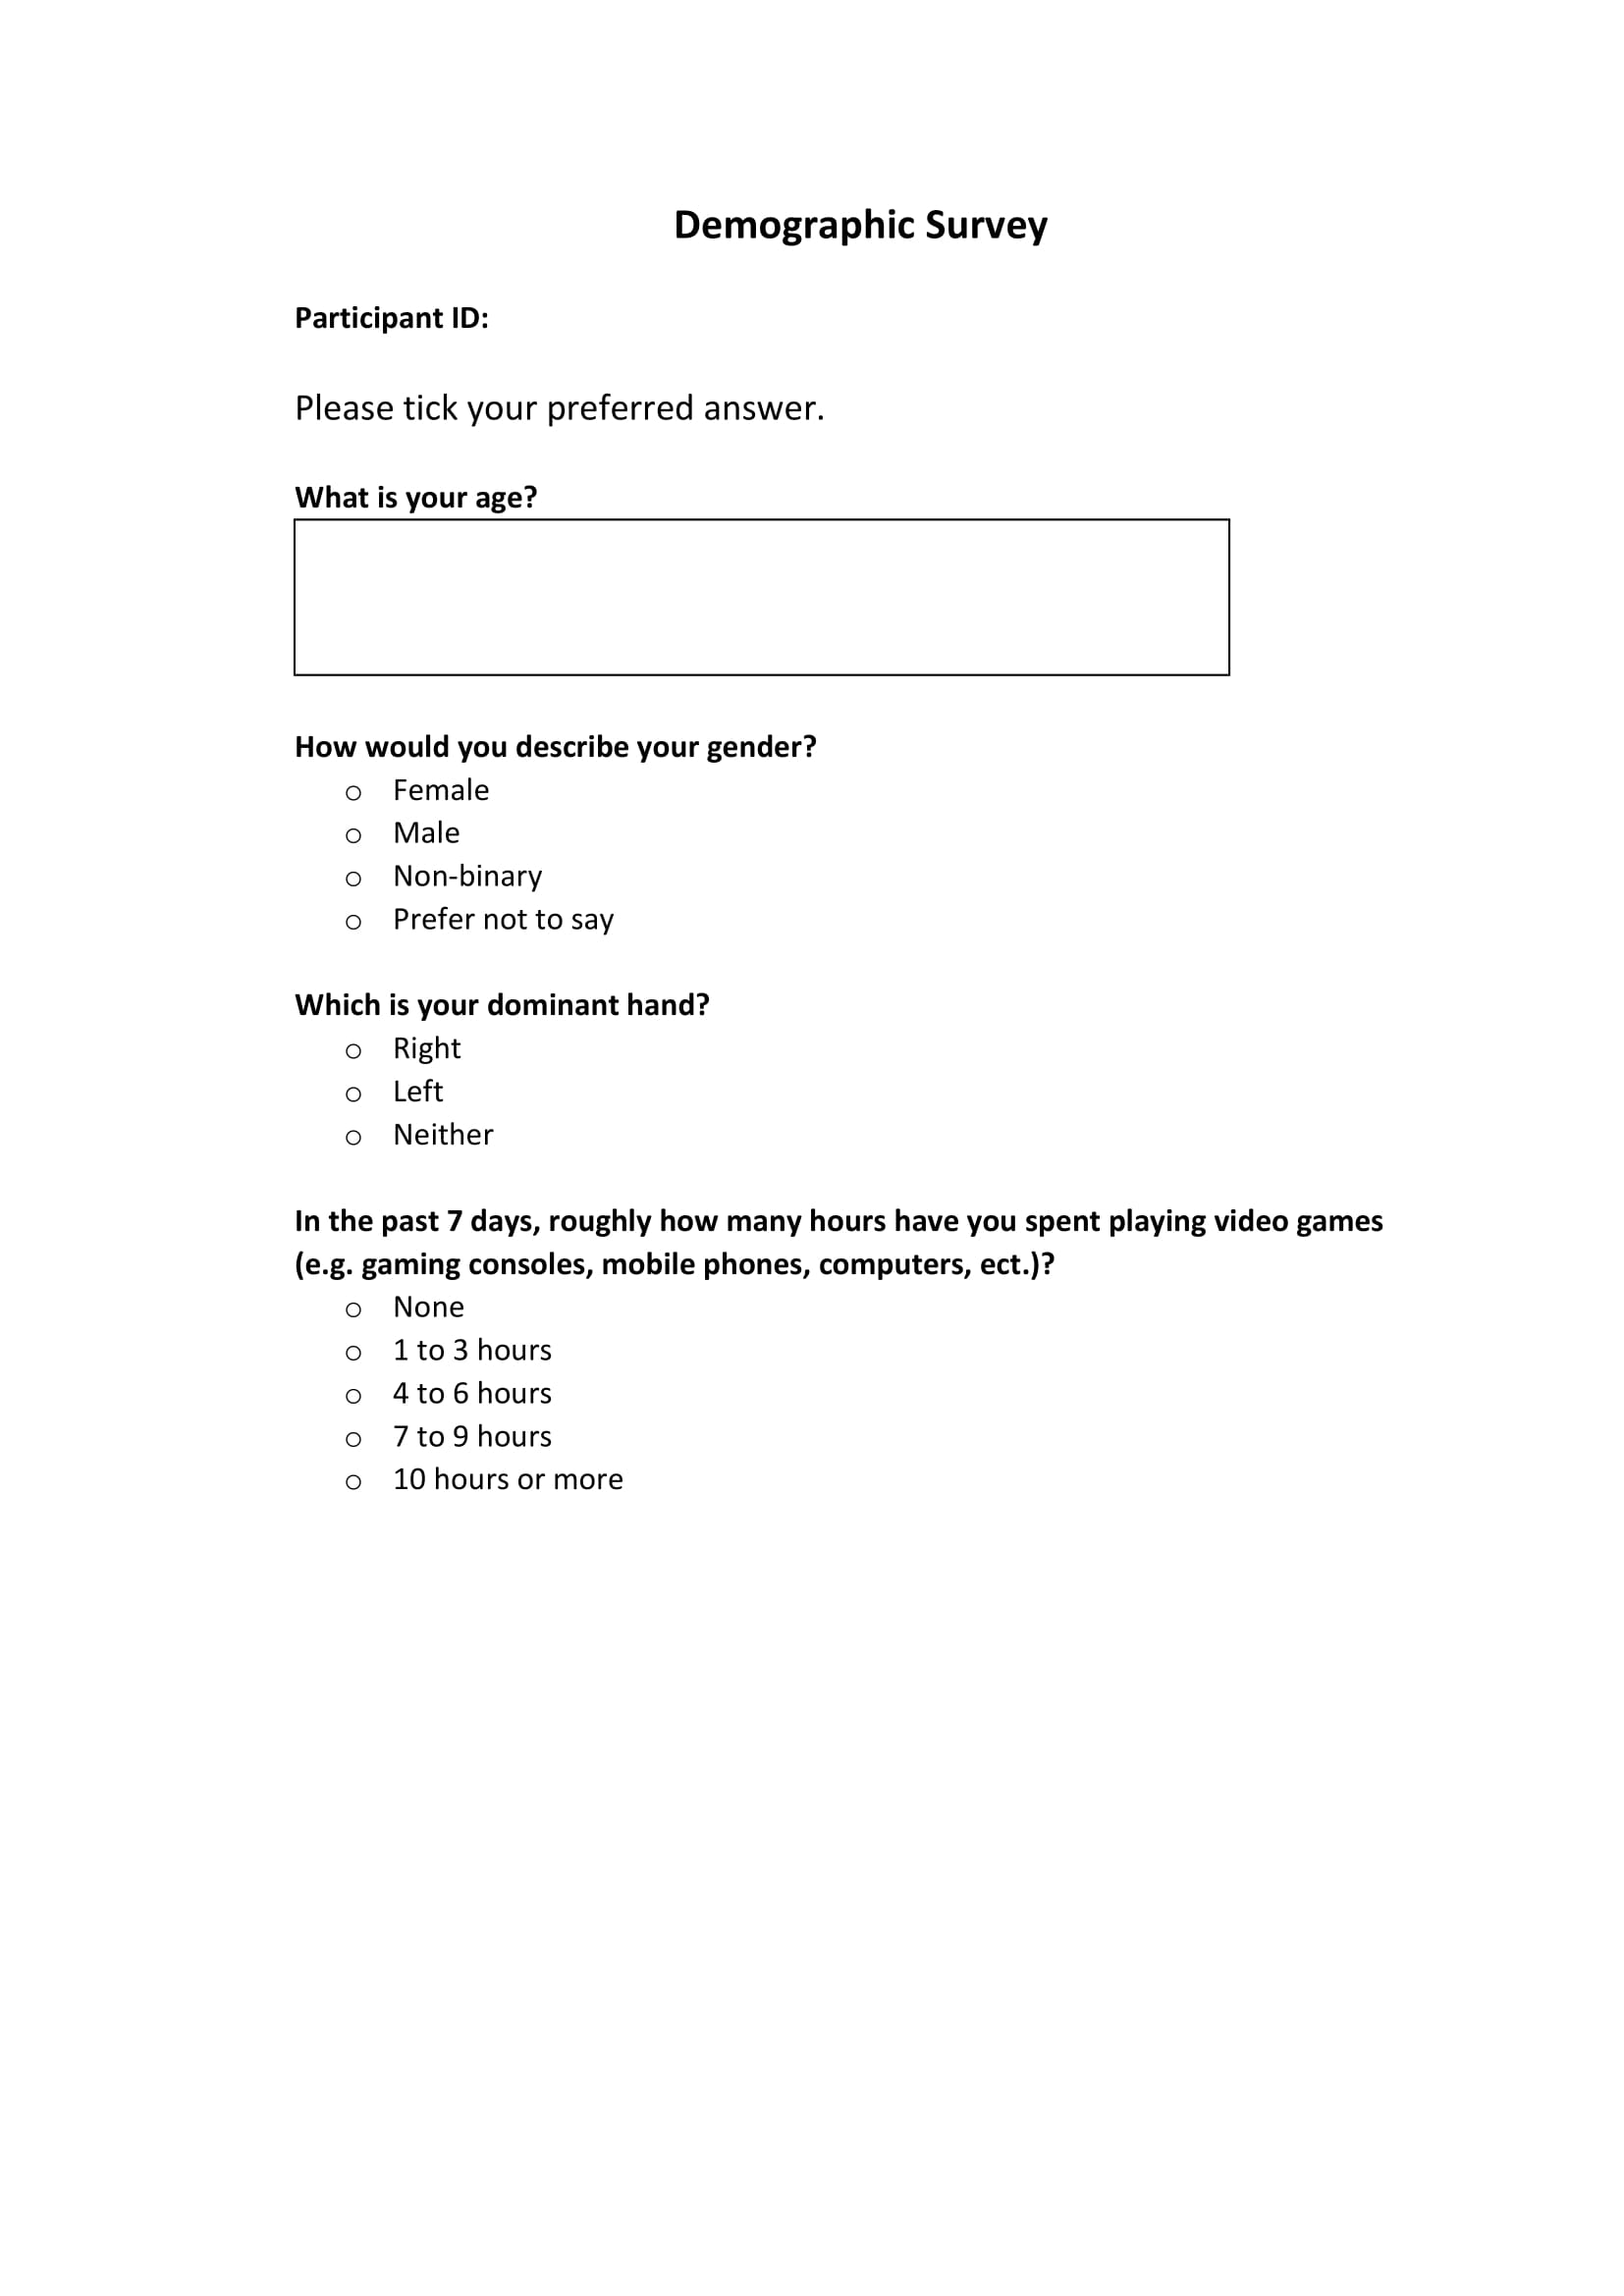 Demographic Survey
Participant ID:
Please tick your preferred answer.
What is your age?
How would you describe your gender?
o Female
o Male
o Non-binary
o Prefer not to say
Which is your dominant hand?
o Right
o Left
o Neither
In the past 7 days, roughly how many hours have you spent playing video games
(e.g. gaming consoles, mobile phones, computers, ect.)?
o None
o 1 to 3 hours
o 4 to 6 hours
o 7 to 9 hours
o 10 hours or more